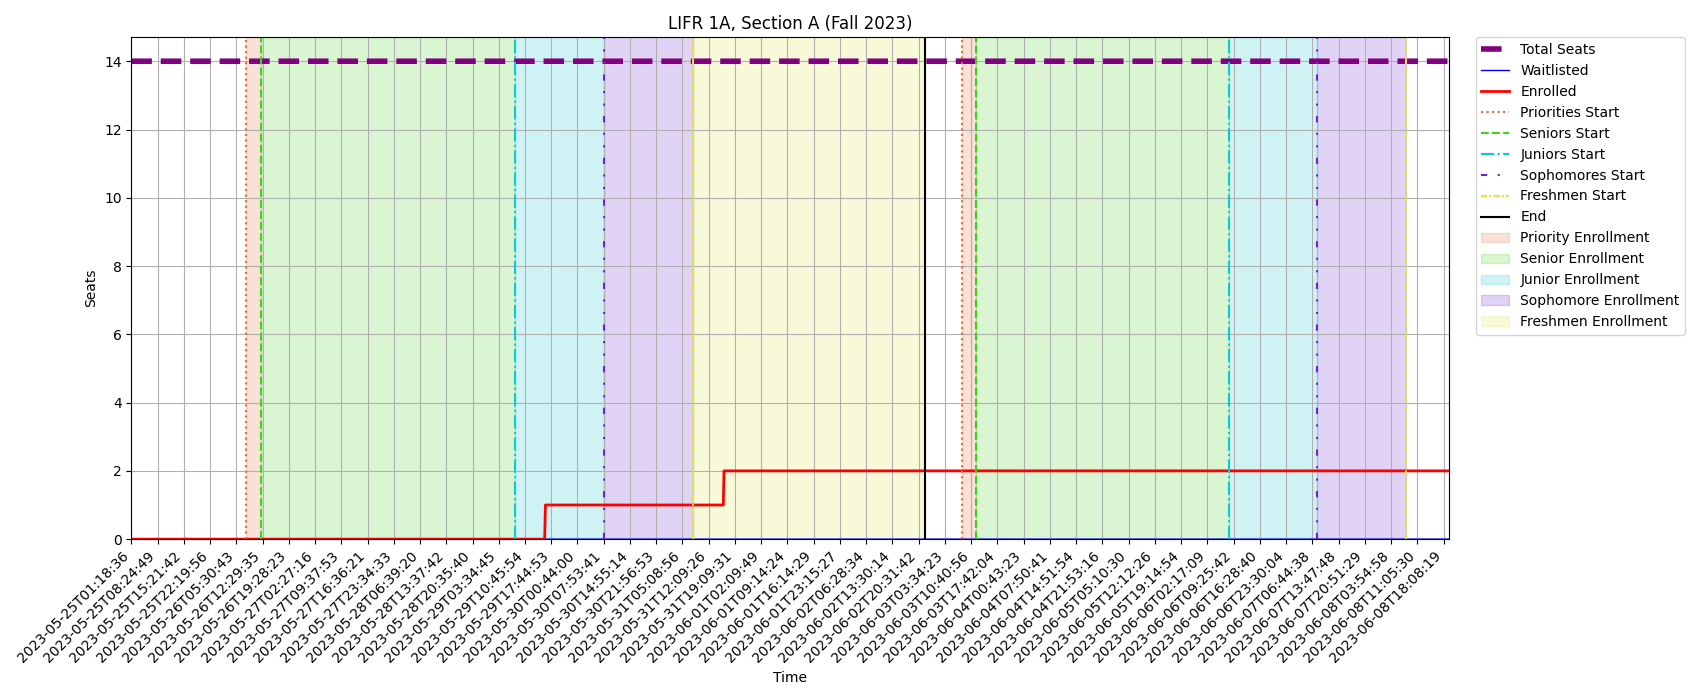 LIFR 1A, Section A (Fall 2023)
14
12
10
8
6
4
2
0
Seats
2023-05-25T01:18:36
2023-05-25T08:24:49
2023-05-25T15:21:42
2023-05-25T22:19:56
2023-05-26T05:30:43
2023-05-26T12:29:35
2023-05-26T19:28:23
2023-05-27T02:27:16
2023-05-27T09:37:53
2023-05-27T16:36:21
2023-05-27T23:34:33
2023-05-28T06:39:20
2023-05-28T13:37:42
2023-05-28T20:35:40
2023-05-29T03:34:45
2023-05-29T10:45:54
2023-05-29T17:44:53
2023-05-30T00:44:00
2023-05-30T07:53:41
2023-05-30T14:55:14
2023-05-30T21:56:53
2023-05-31T05:08:56
2023-05-31T12:09:26
2023-05-31T19:09:31
2023-06-01T02:09:49
2023-06-01T09:14:24
2023-06-01T16:14:29
2023-06-01T23:15:27
2023-06-02T06:28:34
2023-06-02T13:30:14
2023-06-02T20:31:42
2023-06-03T03:34:23
2023-06-03T10:40:56
2023-06-03T17:42:04
2023-06-04T00:43:23
2023-06-04T07:50:41
2023-06-04T14:51:54
2023-06-04T21:53:16
2023-06-05T05:10:30
2023-06-05T12:12:26
2023-06-05T19:14:54
2023-06-06T02:17:09
2023-06-06T09:25:42
2023-06-06T16:28:40
2023-06-06T23:30:04
2023-06-07T06:44:38
2023-06-07T13:47:48
2023-06-07T20:51:29
2023-06-08T03:54:58
2023-06-08T11:05:30
2023-06-08T18:08:19
Time
Total Seats
Waitlisted
Enrolled
Priorities Start
Seniors Start
Juniors Start
Sophomores Start
Freshmen Start
End
Priority Enrollment
Senior Enrollment
Junior Enrollment
Sophomore Enrollment
Freshmen Enrollment